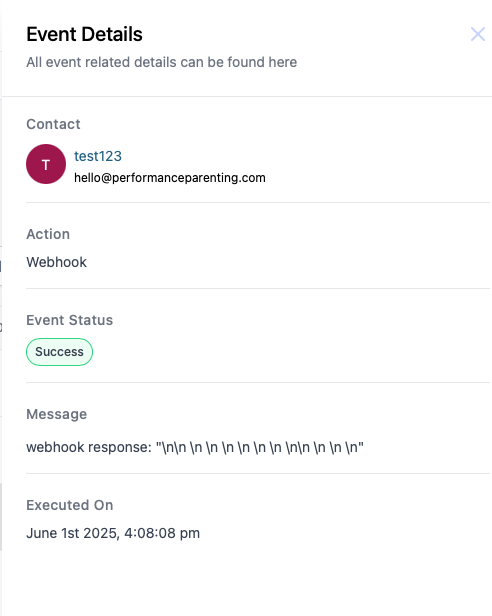 Event Details
All event related details can be found here
Contact
T
test123
hello@performanceparenting.com
Action
Webhook
Event Status
Success
Message
webhook response: "\n\n \n \n \n \n \n \n \n\n \n \n \n"
Executed On
June 1st 2025, 4:08:08 pm